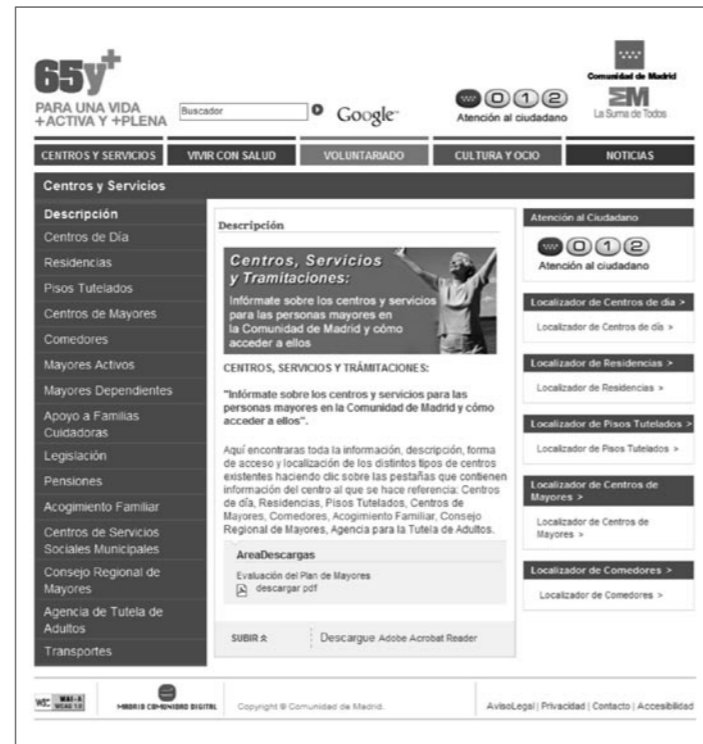 65y+
PARA UNA VIDA
+ACTIVA Y +PLENA
Buscador
Google
012
Atención al ciudadano
Comunidad de Madrid
ΣM
La Suma de Todos
CENTROS Y SERVICIOS
VIVIR CON SALUD
VOLUNTARIADO
CULTURA Y OCIO
NOTICIAS
Centros y Servicios
Descripción
Centros de Día
Residencias
Pisos Tutelados
Centros de Mayores
Comedores
Mayores Activos
Mayores Dependientes
Apoyo a Familias
Cuidadoras
Legislación
Pensiones
Acogimiento Familiar
Centros de Servicios
Sociales Municipales
Consejo Regional de
Mayores
Agencia de Tutela de
Adultos
Transportes
Descripción
Centros, Servicios
y Tramitaciones:
Infórmate sobre los centros y servicios
para las personas mayores en
la Comunidad de Madrid y cómo
acceder a ellos
CENTROS, SERVICIOS Y TRÁMITACIONES:
"Infórmate sobre los centros y servicios para las
personas mayores en la Comunidad de Madrid y cómo
acceder a ellos".
Aquí encontraras toda la información, descripción, forma
de acceso y localización de los distintos tipos de centros
existentes haciendo clic sobre las pestañas que contienen
información del centro al que se hace referencia: Centros
de día, Residencias, Pisos Tutelados, Centros de
Mayores, Comedores, Acogimiento Familiar, Consejo
Regional de Mayores, Agencia para la Tutela de Adultos.
AreaDescargas
Evaluación del Plan de Mayores
descargar pdf
SUBIR
Descargue Adobe Acrobat Reader
Atención al Ciudadano
012
Atención al ciudadano
Localizador de Centros de dia >
Localizador de Centros de día >
Localizador de Residencias >
Localizador de Residencias >
Localizador de Pisos Tutelados >
Localizador de Pisos Tutelados >
Localizador de Centros de
Mayores >
Localizador de Centros de
Mayores >
Localizador de Comedores >
Localizador de Comedores >
W3C WAI-A
WCAG 1.0
MADRID COMUNIDAD DIGITAL
Copyright © Comunidad de Madrid.
AvisoLegal | Privacidad | Contacto | Accesibilidad